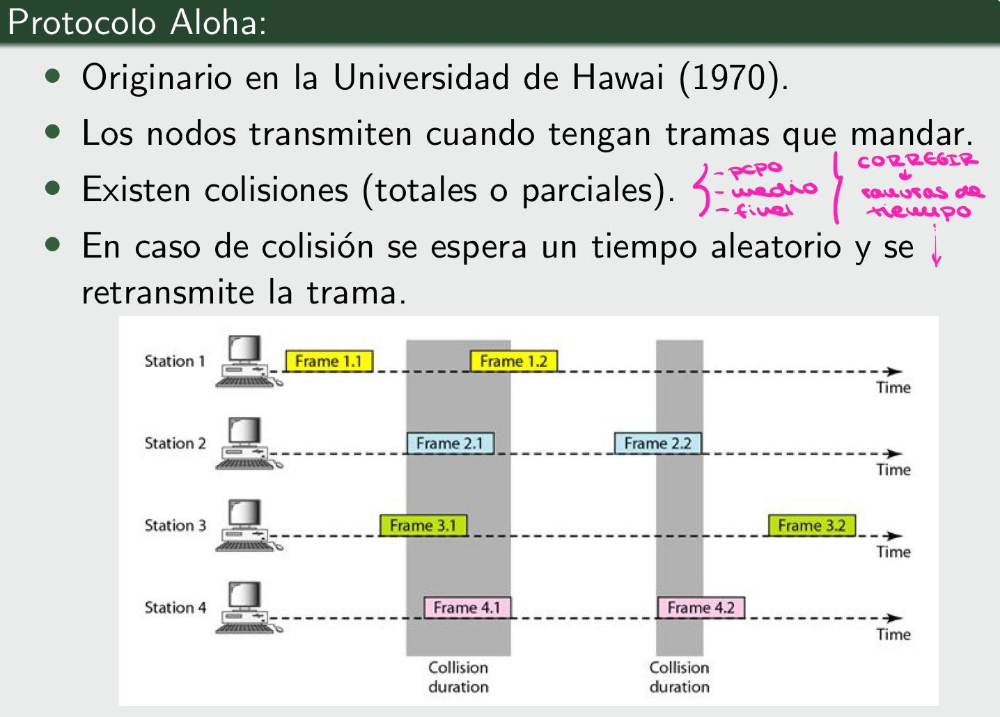 Protocolo Aloha:
• Originario en la Universidad de Hawai (1970).
• Los nodos transmiten cuando tengan tramas que mandar.
• Existen colisiones (totales o parciales).
- pcpo
- medio
- final
CORREGIR
ranuras de
tiempo
• En caso de colisión se espera un tiempo aleatorio y se
retransmite la trama.
Station 1
Frame 1.1
Frame 1.2
Time
Station 2
Frame 2.1
Frame 2.2
Time
Station 3
Frame 3.1
Frame 3.2
Time
Station 4
Frame 4.1
Frame 4.2
Time
Collision
duration
Collision
duration